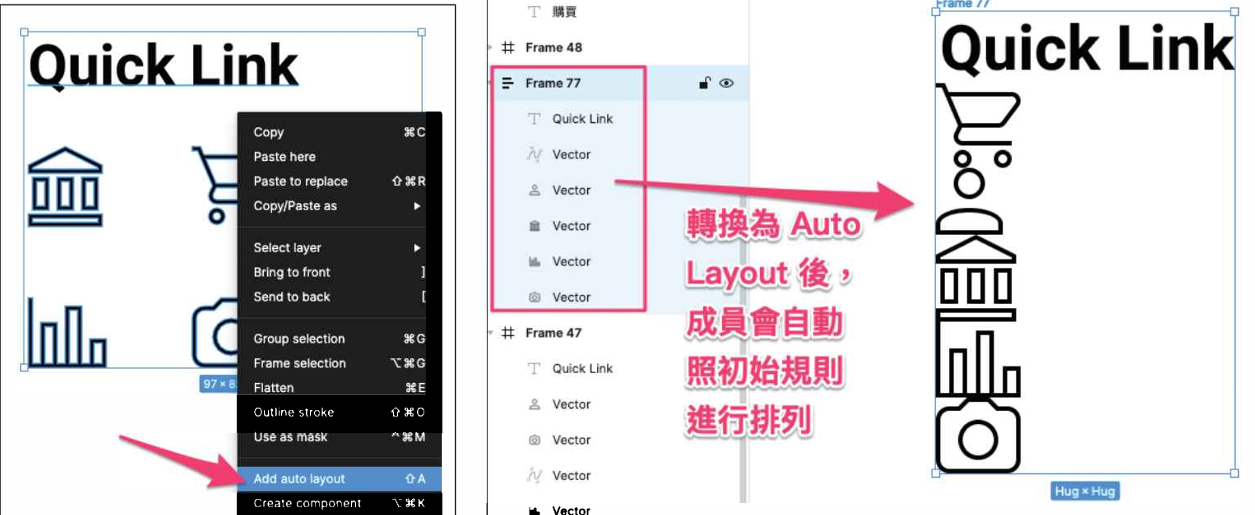 Quick Link
Copy ⌘C
Paste here
Paste to replace ⇧⌘R
Copy/Paste as ▶
Select layer ▶
Bring to front ]
Send to back [
Group selection ⌘G
Frame selection ⌥⌘G
Flatten ⌘E
Outline stroke ⇧⌘O
Use as mask ^⌘M
Add auto layout ⇧A
Create component ⌥⌘K
97 × 8
購買
Frame 48
Frame 77
Quick Link
Vector
Vector
Vector
Vector
Vector
Frame 47
Quick Link
Vector
Vector
Vector
Vector
轉換為 Auto
Layout 後，
成員會自動
照初始規則
進行排列
Frame 77
Quick Link
Hug × Hug